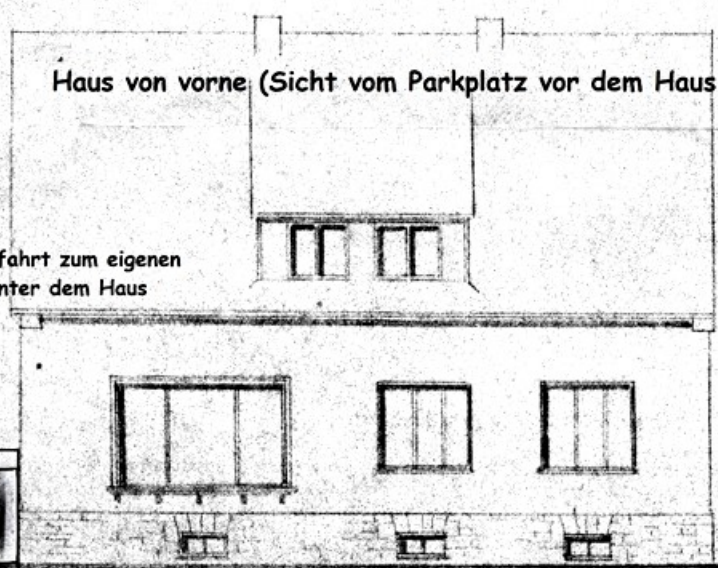 Haus von vorne (Sicht vom Parkplatz vor dem Haus
fahrt zum eigenen
nter dem Haus